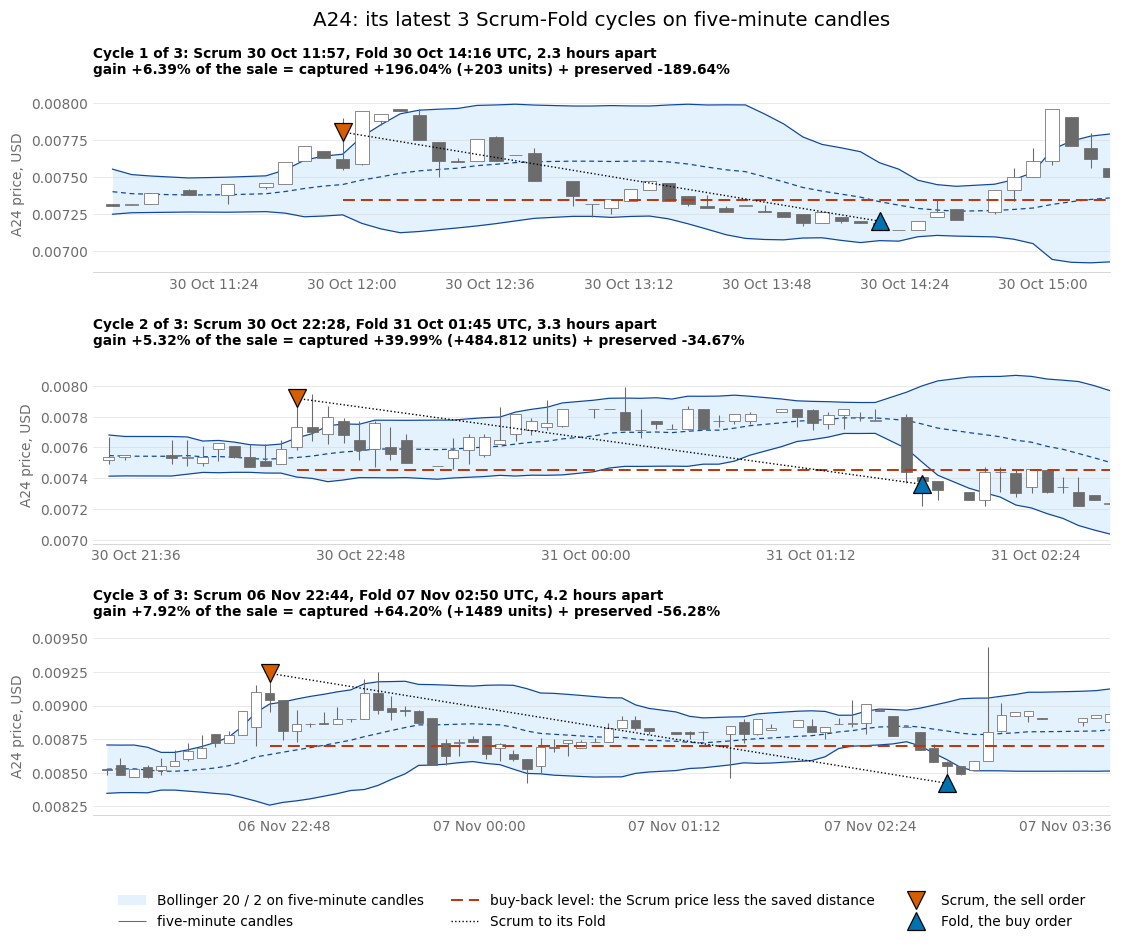 A24: its latest 3 Scrum-Fold cycles on five-minute candles
Cycle 1 of 3: Scrum 30 Oct 11:57, Fold 30 Oct 14:16 UTC, 2.3 hours apart
gain +6.39% of the sale = captured +196.04% (+203 units) + preserved -189.64%
A24 price, USD
0.00800
0.00775
0.00750
0.00725
0.00700
30 Oct 11:24
30 Oct 12:00
30 Oct 12:36
30 Oct 13:12
30 Oct 13:48
30 Oct 14:24
30 Oct 15:00
Cycle 2 of 3: Scrum 30 Oct 22:28, Fold 31 Oct 01:45 UTC, 3.3 hours apart
gain +5.32% of the sale = captured +39.99% (+484.812 units) + preserved -34.67%
A24 price, USD
0.0080
0.0078
0.0076
0.0074
0.0072
0.0070
30 Oct 21:36
30 Oct 22:48
31 Oct 00:00
31 Oct 01:12
31 Oct 02:24
Cycle 3 of 3: Scrum 06 Nov 22:44, Fold 07 Nov 02:50 UTC, 4.2 hours apart
gain +7.92% of the sale = captured +64.20% (+1489 units) + preserved -56.28%
A24 price, USD
0.00950
0.00925
0.00900
0.00875
0.00850
0.00825
06 Nov 22:48
07 Nov 00:00
07 Nov 01:12
07 Nov 02:24
07 Nov 03:36
Bollinger 20 / 2 on five-minute candles
five-minute candles
buy-back level: the Scrum price less the saved distance
Scrum to its Fold
Scrum, the sell order
Fold, the buy order